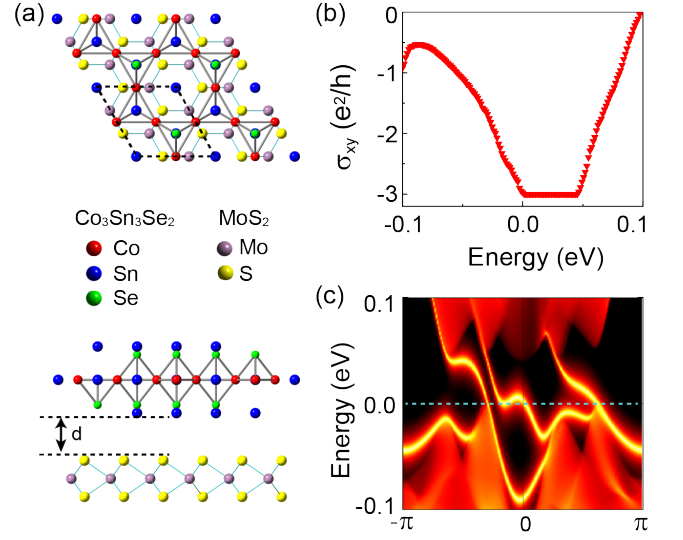 (a)
Co₃Sn₃Se₂ MoS₂
Co Mo
Sn S
Se
d
(b)
0
-1
-2
-3
σxy (e²/h)
-0.1 0.0 0.1
Energy (eV)
(c)
0.1
0.0
-0.1
Energy (eV)
-π 0 π